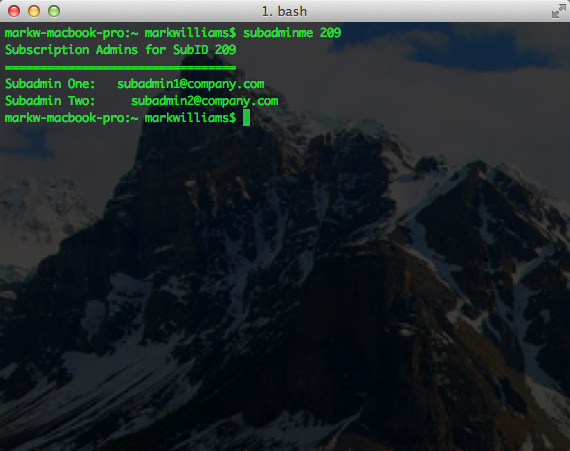 1. bash
markw-macbook-pro:~ markwilliams$ subadminme 209
Subscription Admins for SubID 209
==================================
Subadmin One:   subadmin1@company.com
Subadmin Two:     subadmin2@company.com
markw-macbook-pro:~ markwilliams$